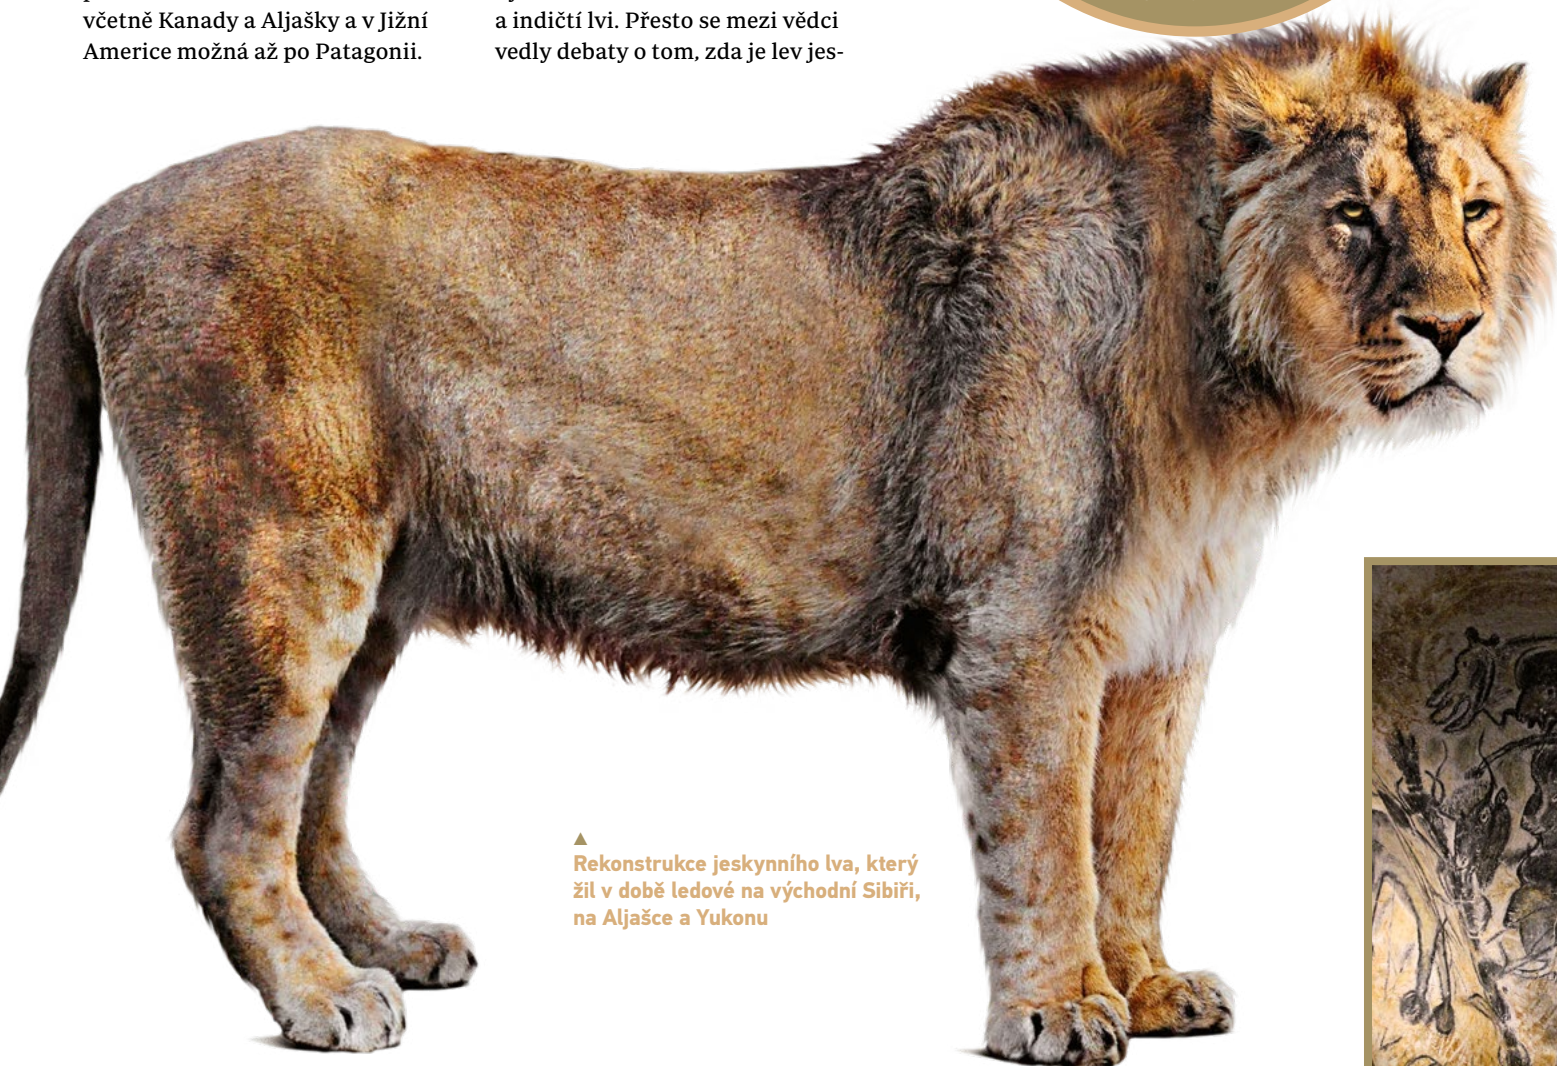 včetně Kanady a Aljašky a v Jižní
Americe možná až po Patagonii.
a indičtí lvi. Přesto se mezi vědci
vedly debaty o tom, zda je lev jes-
Rekonstrukce jeskynního lva, který
žil v době ledové na východní Sibiři,
na Aljašce a Yukonu